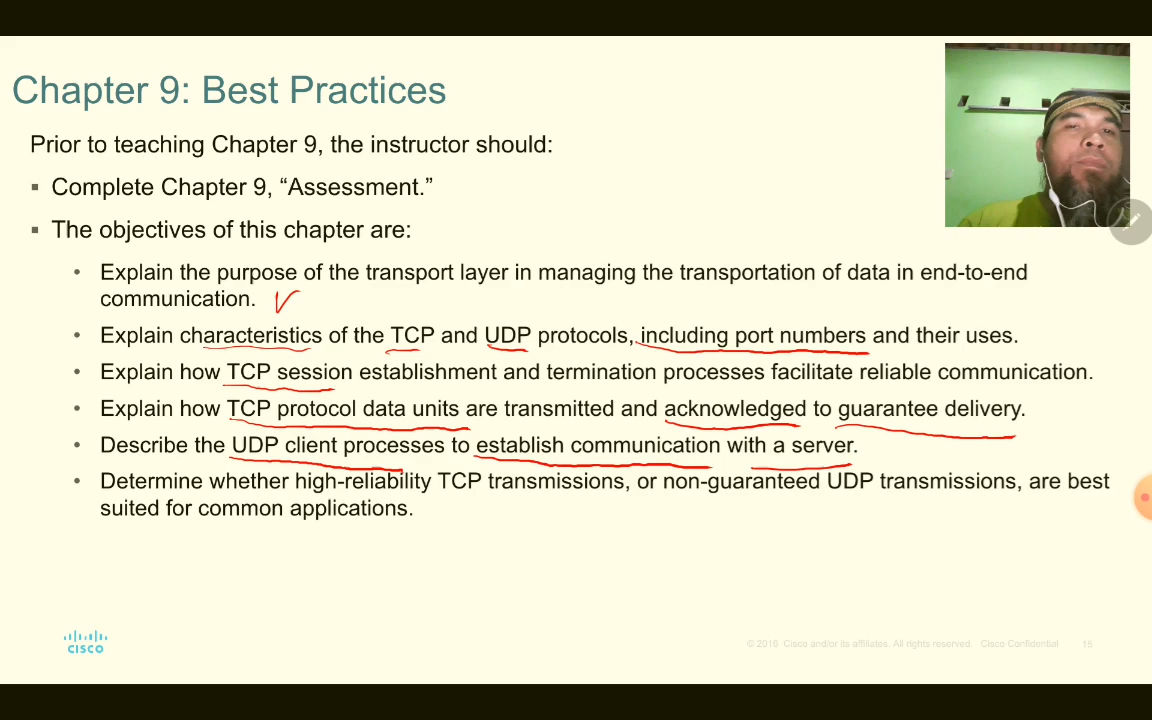 Chapter 9: Best Practices
Prior to teaching Chapter 9, the instructor should:
▪ Complete Chapter 9, “Assessment.”
▪ The objectives of this chapter are:
• Explain the purpose of the transport layer in managing the transportation of data in end-to-end
communication.
• Explain characteristics of the TCP and UDP protocols, including port numbers and their uses.
• Explain how TCP session establishment and termination processes facilitate reliable communication.
• Explain how TCP protocol data units are transmitted and acknowledged to guarantee delivery.
• Describe the UDP client processes to establish communication with a server.
• Determine whether high-reliability TCP transmissions, or non-guaranteed UDP transmissions, are best
suited for common applications.
CISCO
© 2016 Cisco and/or its affiliates. All rights reserved. Cisco Confidential 15